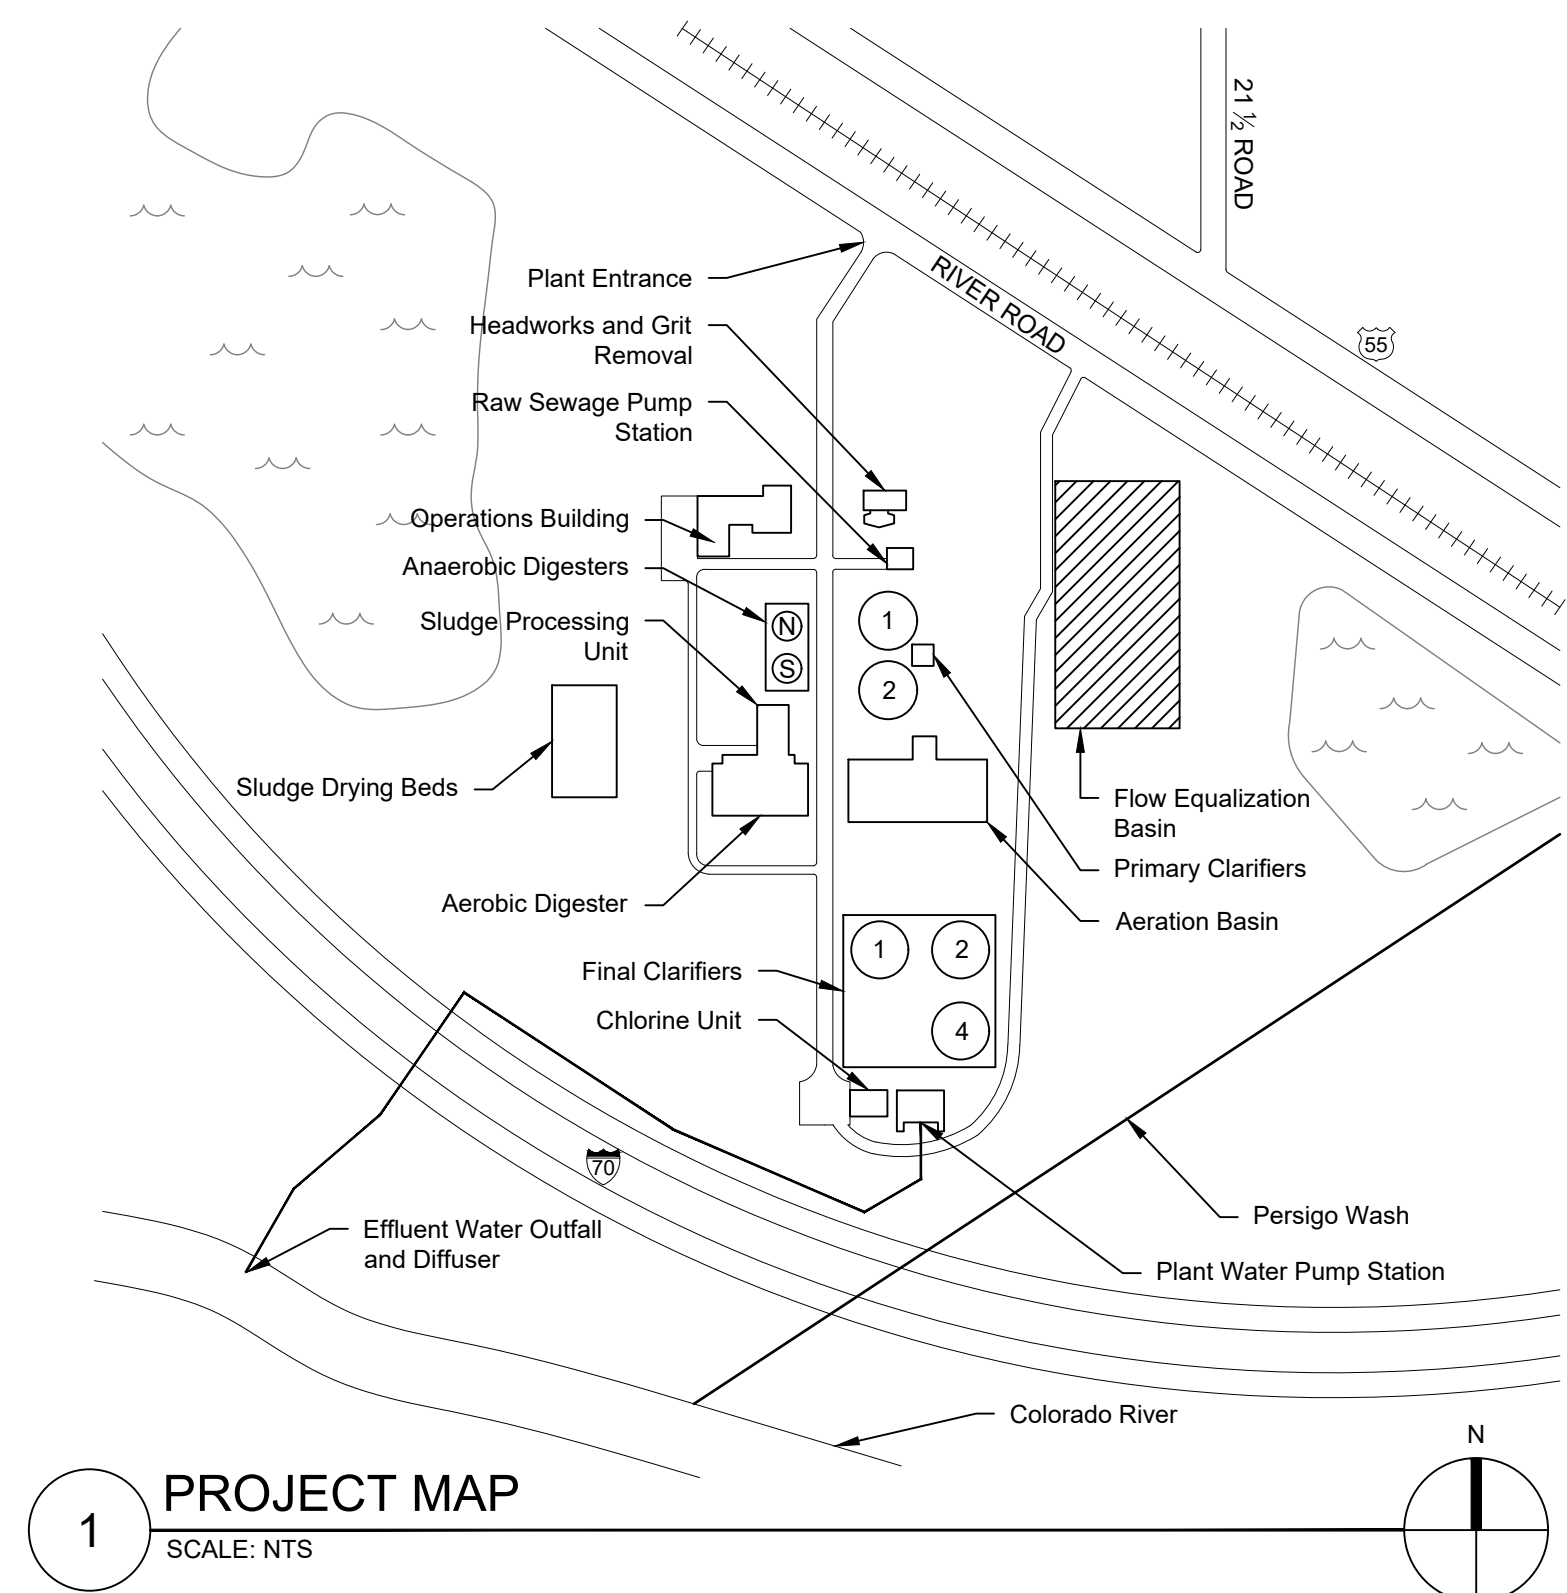 21 ½ ROAD
RIVER ROAD
55
Plant Entrance
Headworks and Grit
Removal
Raw Sewage Pump
Station
Operations Building
Anaerobic Digesters
N
S
Sludge Processing
Unit
1
2
Sludge Drying Beds
Flow Equalization
Basin
Primary Clarifiers
Aerobic Digester
Aeration Basin
Final Clarifiers
1
2
4
Chlorine Unit
70
Effluent Water Outfall
and Diffuser
Persigo Wash
Plant Water Pump Station
Colorado River
N
1
PROJECT MAP
SCALE: NTS